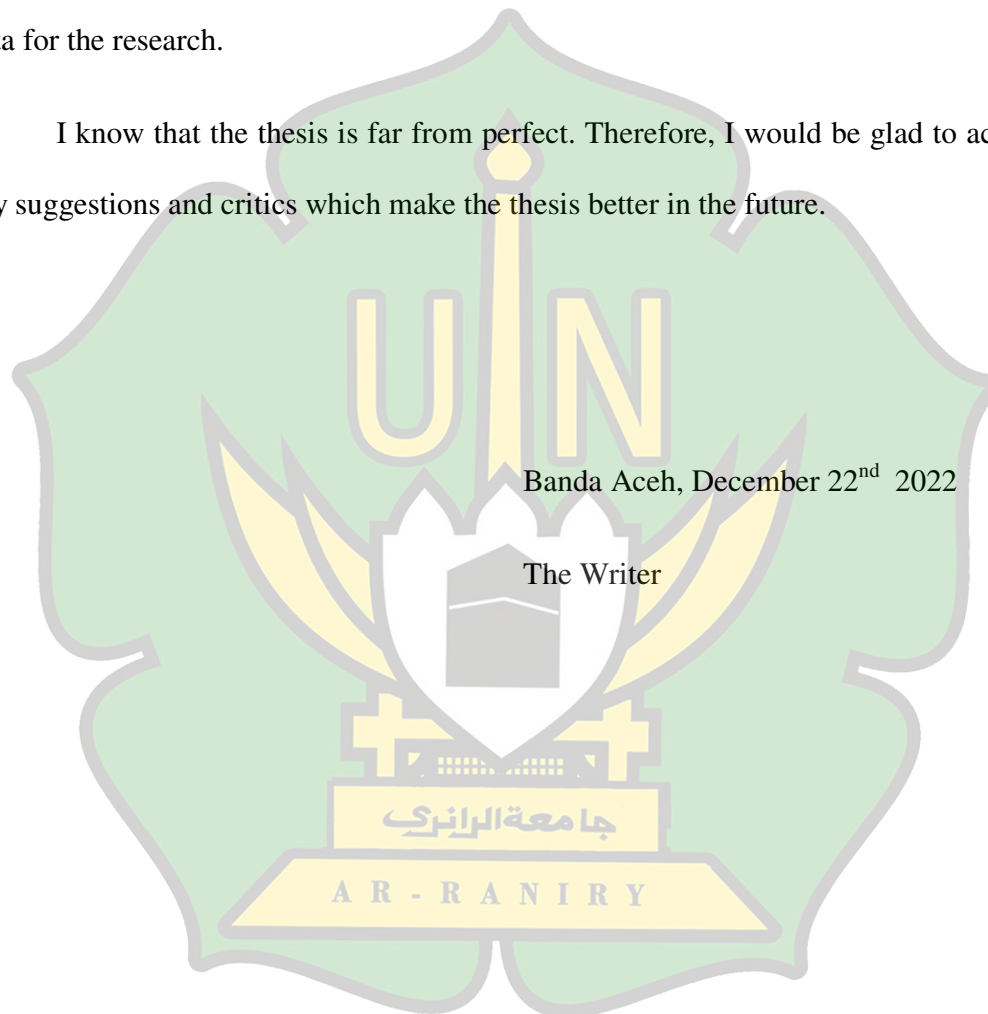 ta for the research.
I know that the thesis is far from perfect. Therefore, I would be glad to ac
y suggestions and critics which make the thesis better in the future.
UIN
Banda Aceh, December 22nd 2022
The Writer
جامعة الرانري
AR-RANIRY